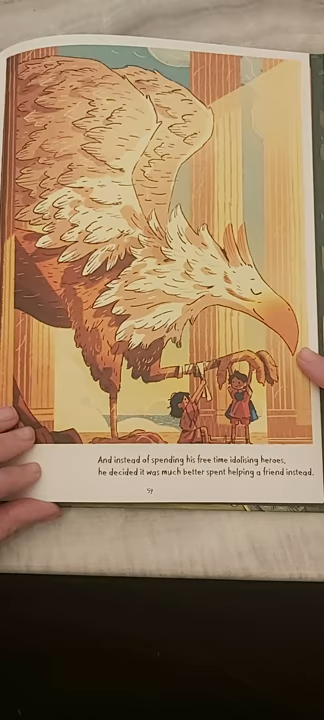 And instead of spending his free time idolising heroes,
he decided it was much better spent helping a friend instead.
59